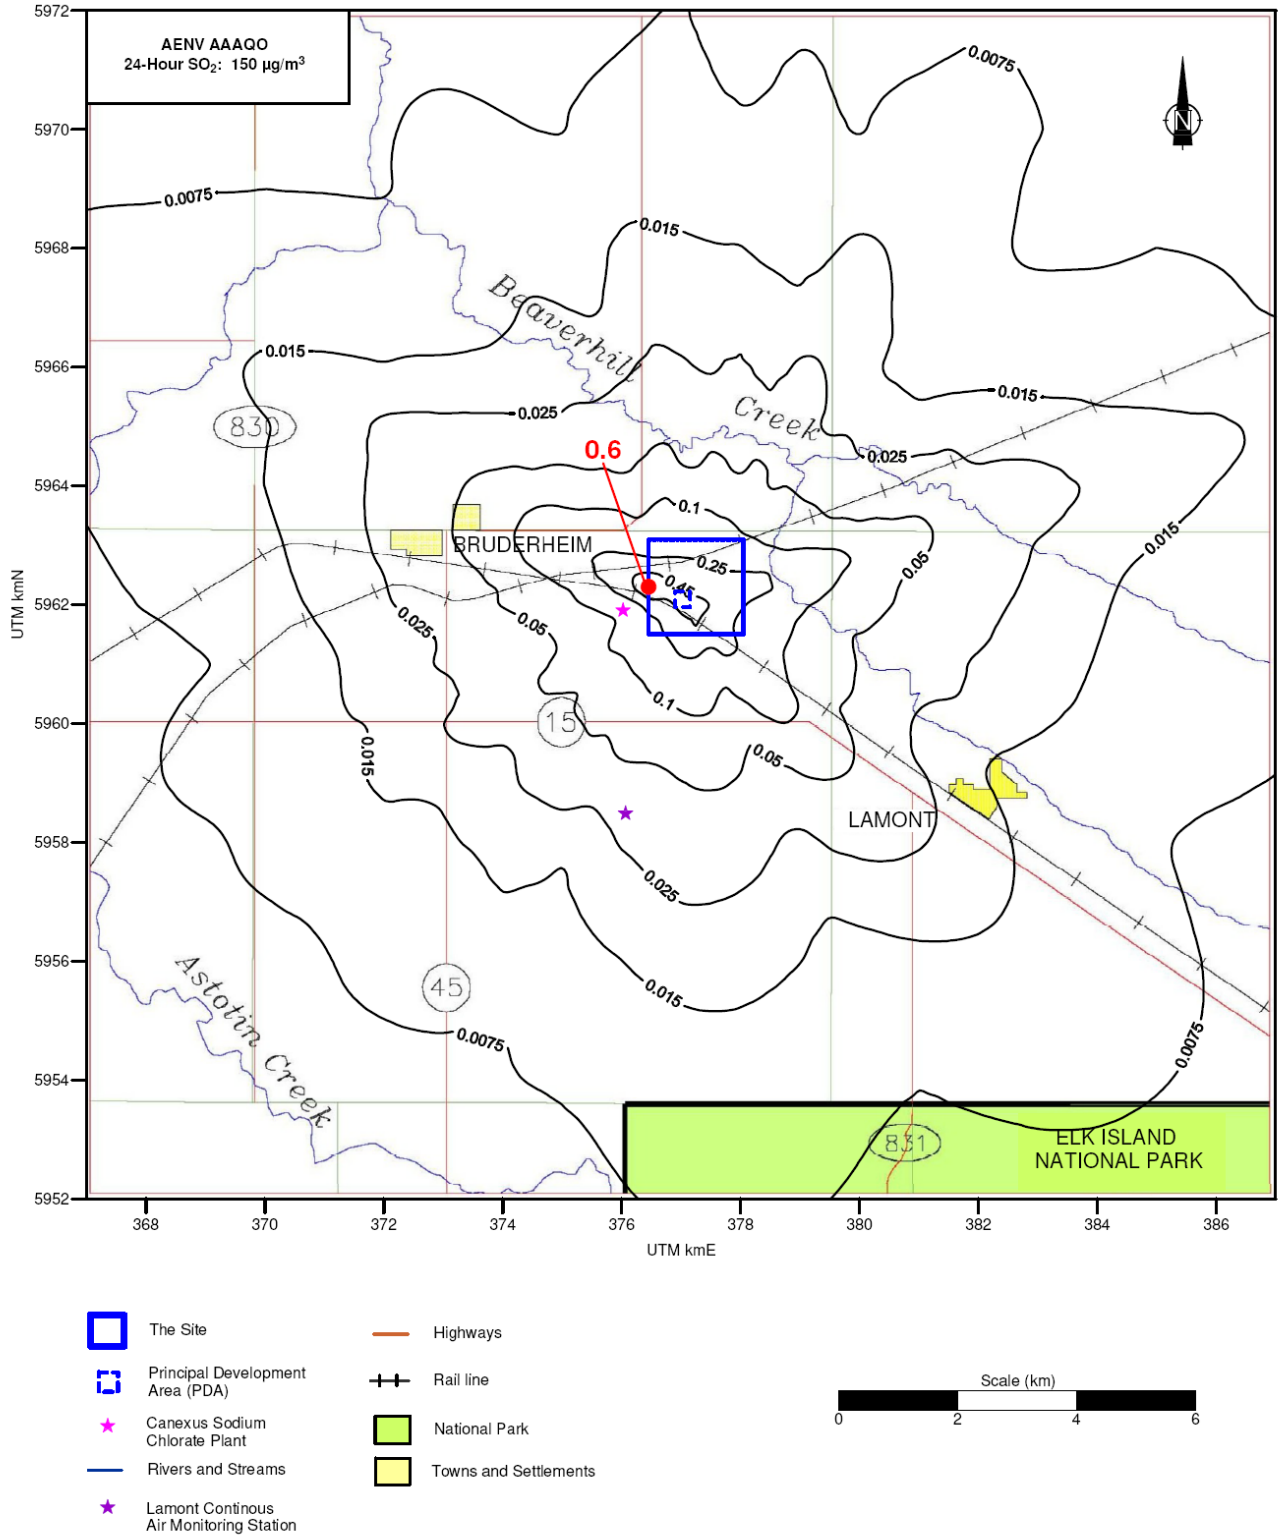 AENV AAAQO
24-Hour SO₂: 150 µg/m³
5972
5970
5968
5966
5964
5962
5960
5958
5956
5954
5952
UTM kmN
368
370
372
374
376
378
380
382
384
386
UTM kmE
N
0.0075
0.0075
0.015
Beaverhill
Creek
0.015
0.015
0.025
830
0.6
0.025
0.1
BRUDERHEIM
0.25
0.45
0.05
0.015
0.025
0.05
0.1
15
0.015
0.05
LAMONT
0.025
45
0.015
Astotin Creek
0.0075
0.0075
831
ELK ISLAND
NATIONAL PARK
The Site
Principal Development
Area (PDA)
Canexus Sodium
Chlorate Plant
Rivers and Streams
Lamont Continous
Air Monitoring Station
Highways
Rail line
National Park
Towns and Settlements
Scale (km)
0 2 4 6